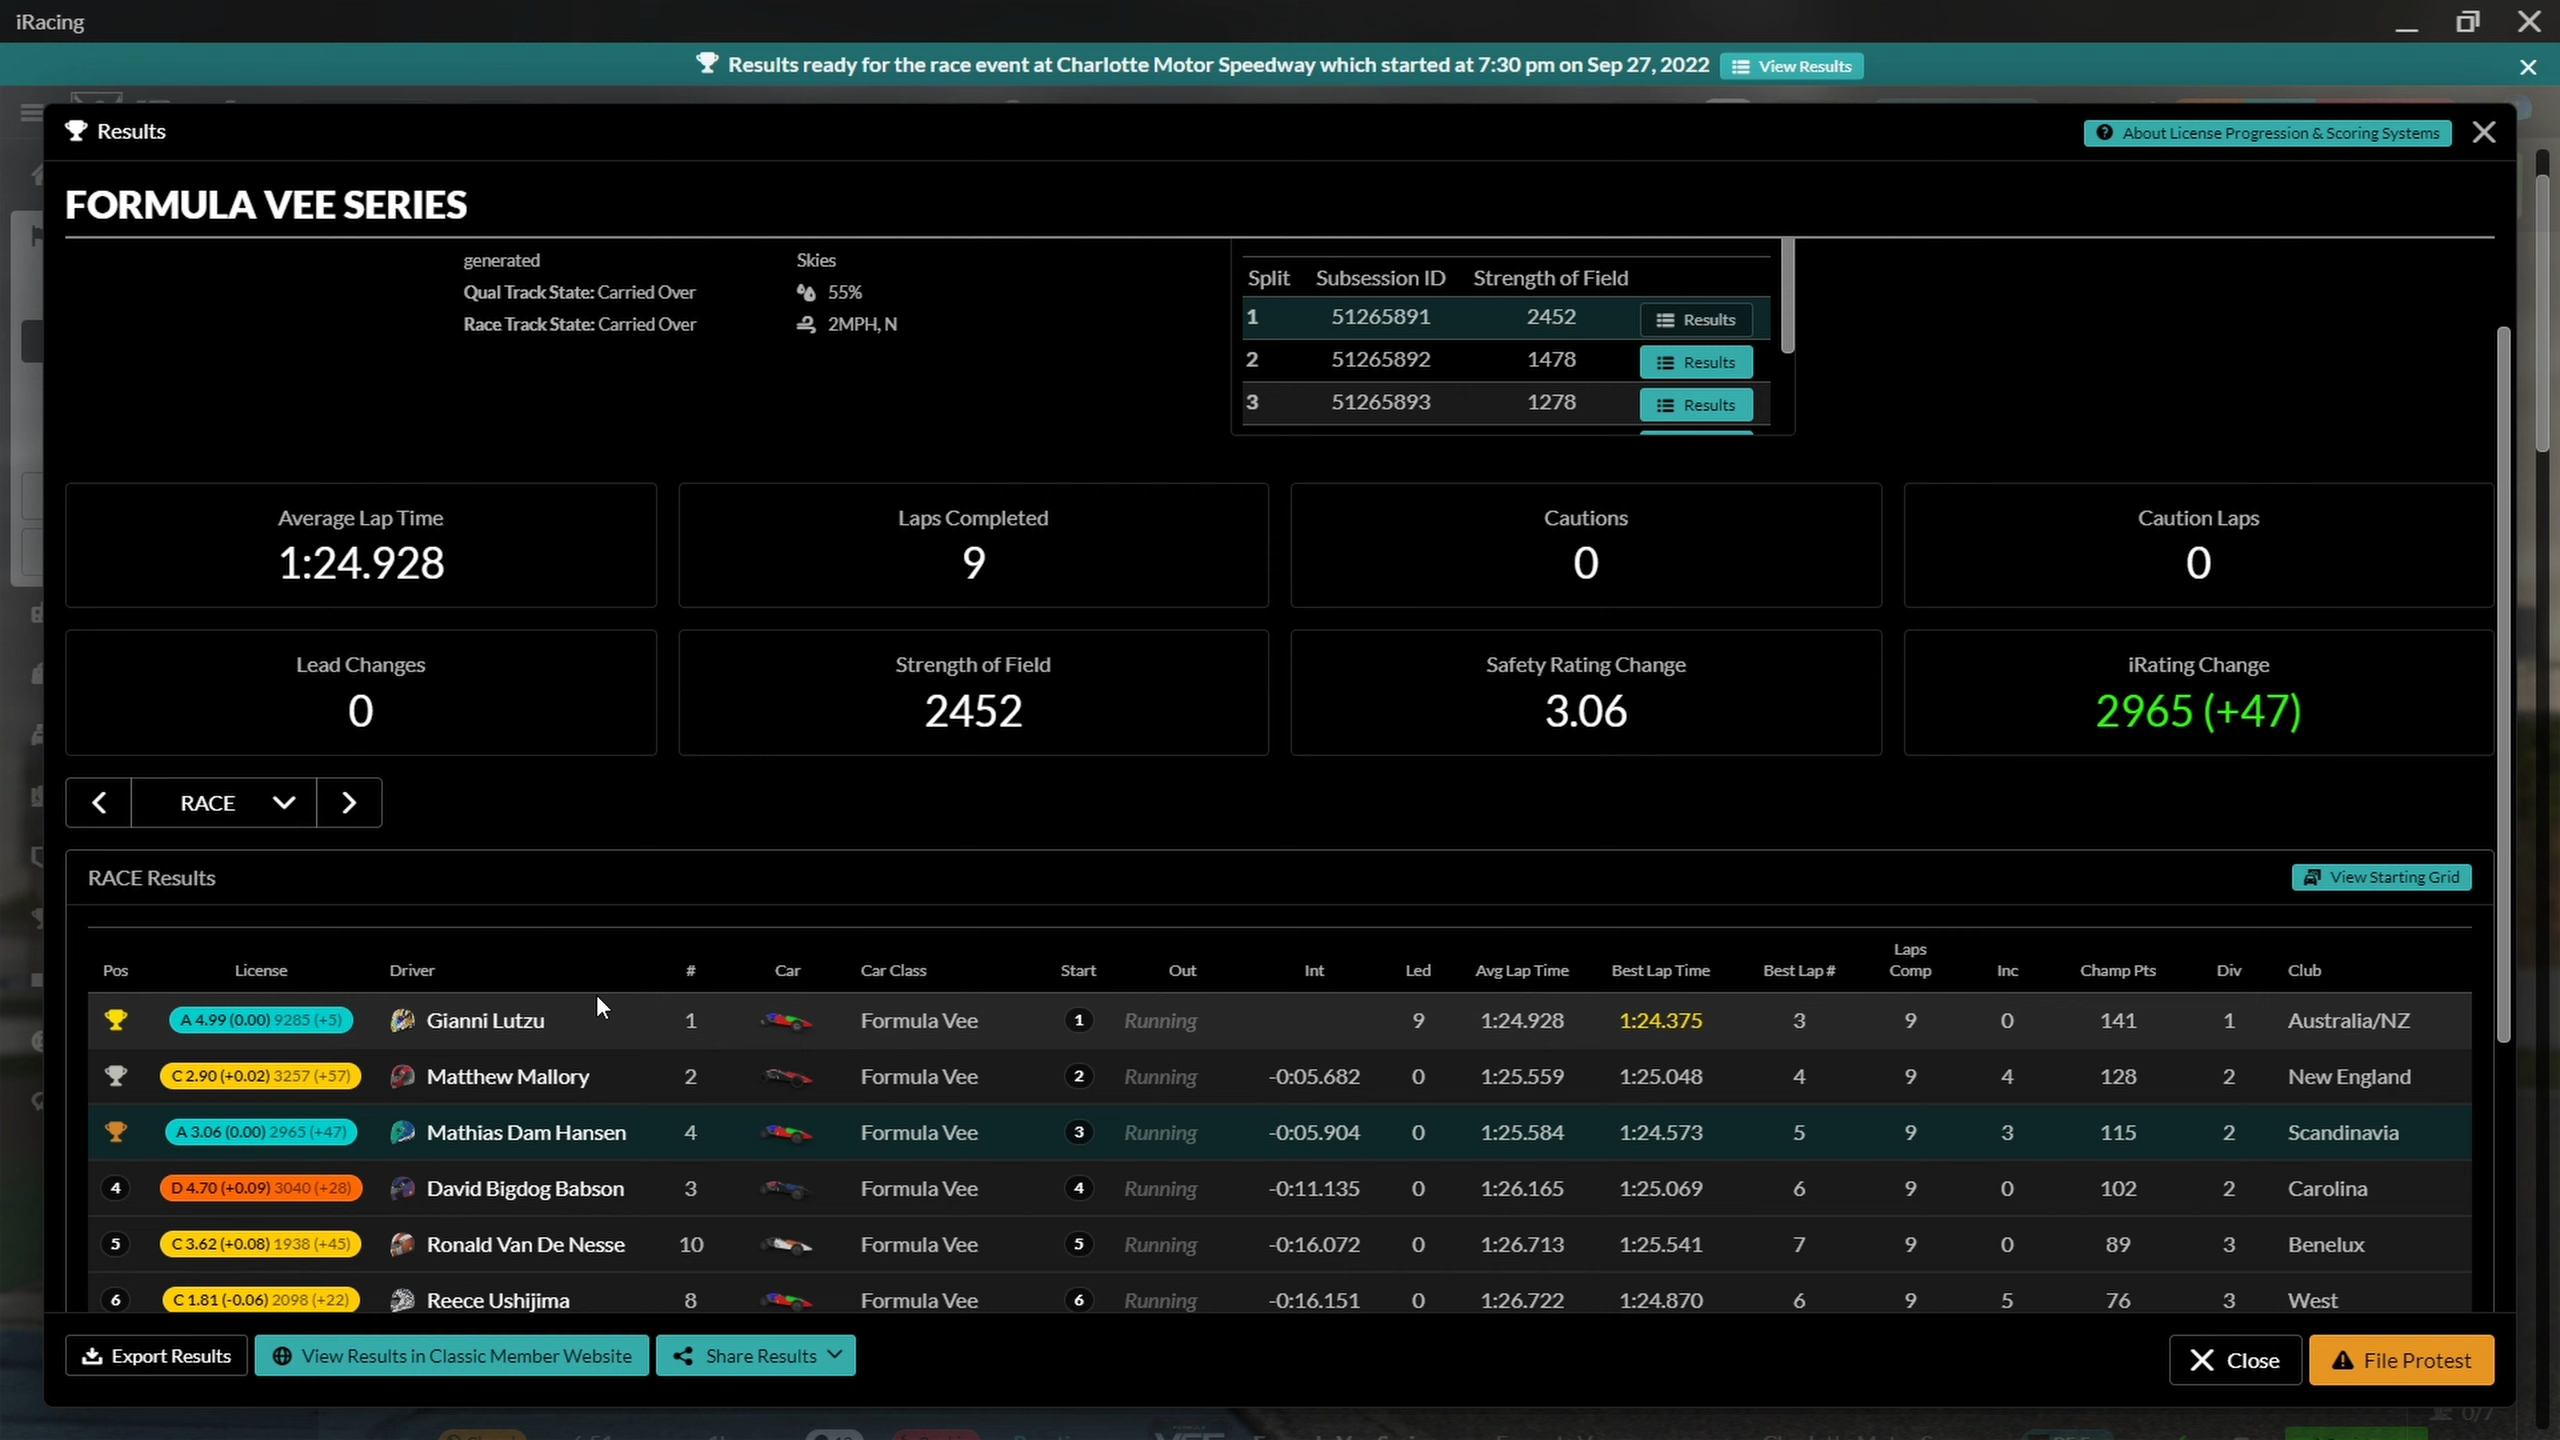 iRacing
Results ready for the race event at Charlotte Motor Speedway which started at 7:30 pm on Sep 27, 2022 View Results
Results About License Progression & Scoring Systems
FORMULA VEE SERIES
generated Skies
Qual Track State: Carried Over 55%
Race Track State: Carried Over 2MPH, N
Split Subsession ID Strength of Field
1 51265891 2452 Results
2 51265892 1478 Results
3 51265893 1278 Results
Average Lap Time Laps Completed Cautions Caution Laps
1:24.928 9 0 0
Lead Changes Strength of Field Safety Rating Change iRating Change
0 2452 3.06 2965 (+47)
RACE
RACE Results View Starting Grid
Pos License Driver # Car Car Class Start Out Int Led Avg Lap Time Best Lap Time Best Lap # Laps Comp Inc Champ Pts Div Club
A 4.99 (0.00) 9285 (+5) Gianni Lutzu 1 Formula Vee 1 Running 9 1:24.928 1:24.375 3 9 0 141 1 Australia/NZ
C 2.90 (+0.02) 3257 (+57) Matthew Mallory 2 Formula Vee 2 Running -0:05.682 0 1:25.559 1:25.048 4 9 4 128 2 New England
A 3.06 (0.00) 2965 (+47) Mathias Dam Hansen 4 Formula Vee 3 Running -0:05.904 0 1:25.584 1:24.573 5 9 3 115 2 Scandinavia
4 D 4.70 (+0.09) 3040 (+28) David Bigdog Babson 3 Formula Vee 4 Running -0:11.135 0 1:26.165 1:25.069 6 9 0 102 2 Carolina
5 C 3.62 (+0.08) 1938 (+45) Ronald Van De Nesse 10 Formula Vee 5 Running -0:16.072 0 1:26.713 1:25.541 7 9 0 89 3 Benelux
6 C 1.81 (-0.06) 2098 (+22) Reece Ushijima 8 Formula Vee 6 Running -0:16.151 0 1:26.722 1:24.870 6 9 5 76 3 West
Export Results View Results in Classic Member Website Share Results Close File Protest
0/7